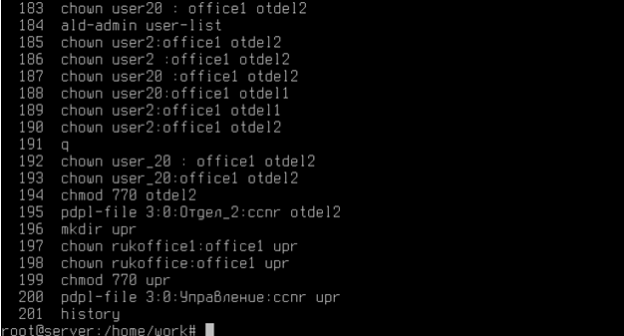 183 chown user20 : office1 otdel2
184 ald-admin user-list
185 chown user2:office1 otdel2
186 chown user2 :office1 otdel2
187 chown user20 :office1 otdel2
188 chown user20:office1 otdel1
189 chown user2:office1 otdel1
190 chown user2:office1 otdel2
191 q
192 chown user_20 : office1 otdel2
193 chown user_20:office1 otdel2
194 chmod 770 otdel2
195 pdpl-file 3:0:Отдел_2:ccnr otdel2
196 mkdir upr
197 chown rukoffice1:office1 upr
198 chown rukoffice:office1 upr
199 chmod 770 upr
200 pdpl-file 3:0:Управление:ccnr upr
201 history
root@server:/home/work#